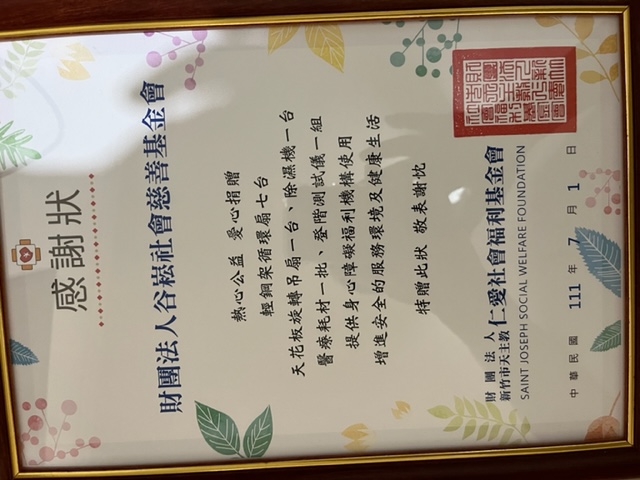 感謝狀
財團法人谷崧社會慈善基金會
熱心公益 愛心捐贈
輕鋼架循環扇七台
天花板旋轉吊扇一台、除濕機一台
醫療耗材一批、登階測試儀一組
提供身心障礙福利機構使用
增進安全的服務環境及健康生活
特贈此狀 敬表謝忱
財團法人
新竹市天主教
仁愛社會福利基金會
SAINT JOSEPH SOCIAL WELFARE FOUNDATION
中華民國 111 年 7 月 1 日